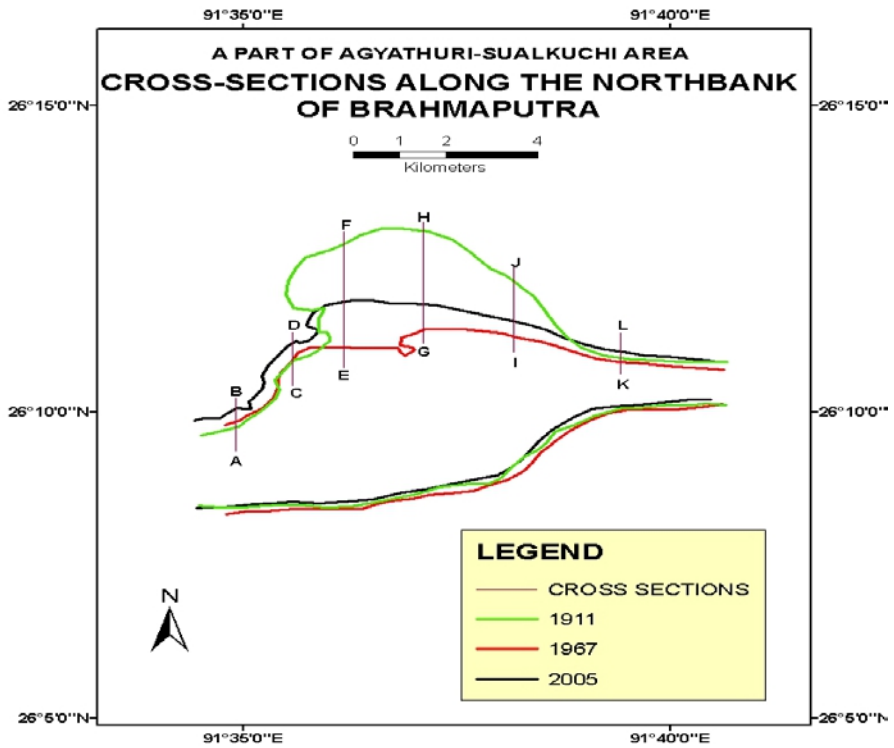 91°35'0"E 91°40'0"E
A PART OF AGYATHURI-SUALKUCHI AREA
CROSS-SECTIONS ALONG THE NORTHBANK
OF BRAHMAPUTRA
26°15'0"N 26°15'0"N
0 1 2 4
Kilometers
F H
J
D L
E G I K
B C
26°10'0"N 26°10'0"N
A
LEGEND
CROSS SECTIONS
1911
1967
2005
N
26°5'0"N 26°5'0"N
91°35'0"E 91°40'0"E